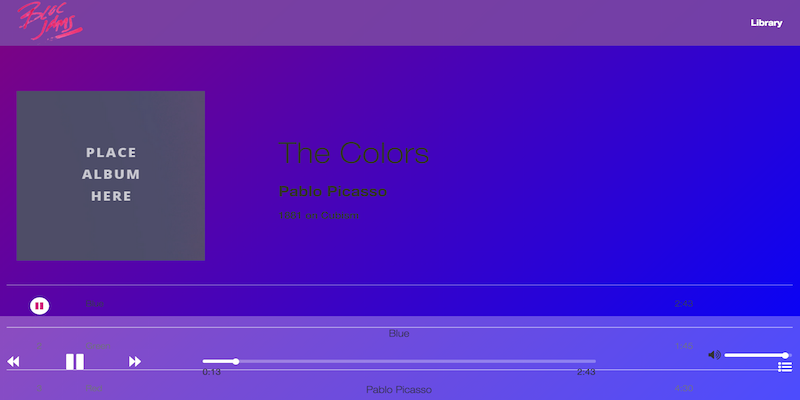 BLOC
JAMS
Library
PLACE
ALBUM
HERE
The Colors
Pablo Picasso
1881 on Cubism
Blue 2:43
Blue
2 Green 1:45
0:13 2:43
Red 4:30
Pablo Picasso